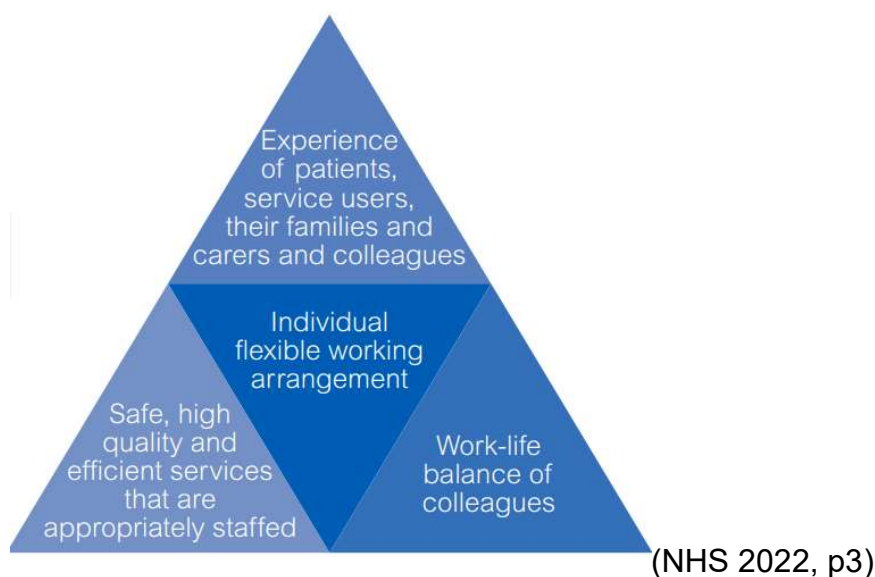 Experience
of patients,
service users,
their families and
carers and colleagues
Individual
flexible working
arrangement
Safe, high
quality and
efficient services
that are
appropriately staffed
Work-life
balance of
colleagues
(NHS 2022, p3)